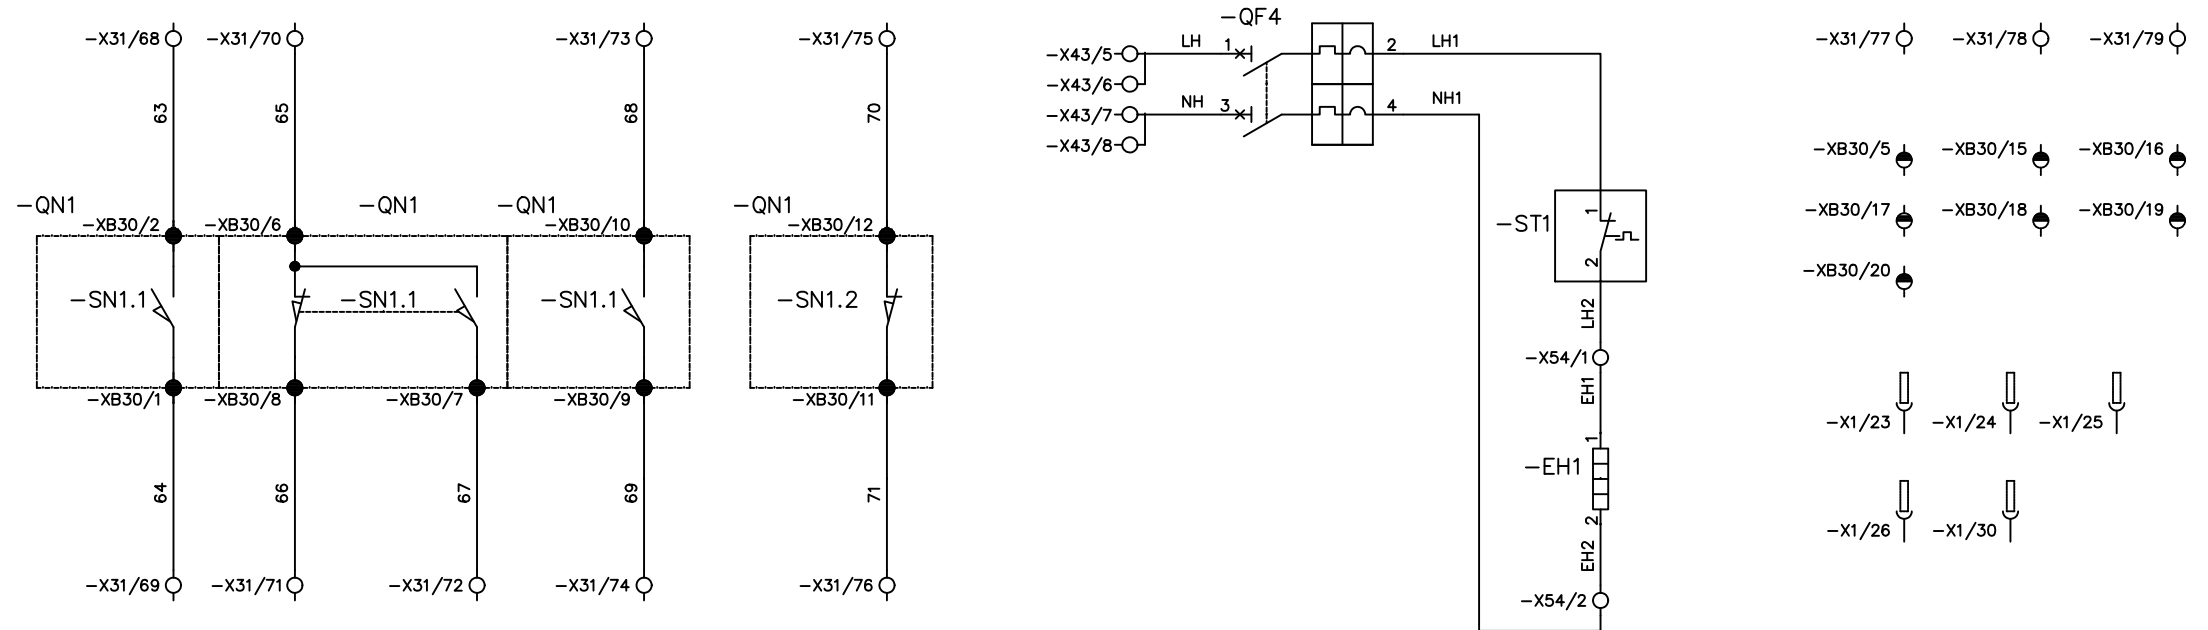 -X31/68
-X31/70
-X31/73
-X31/75
63
65
68
70
-QN1
-QN1
-QN1
-QN1
-XB30/2
-XB30/6
-XB30/10
-XB30/12
-SN1.1
-SN1.1
-SN1.1
-SN1.2
-XB30/1
-XB30/8
-XB30/7
-XB30/9
-XB30/11
64
66
67
69
71
-X31/69
-X31/71
-X31/72
-X31/74
-X31/76
-QF4
-X43/5
LH
1
2
LH1
-X43/6
-X43/7
NH
3
4
NH1
-X43/8
-ST1
1
2
LH2
-X54/1
EH1
1
-EH1
2
EH2
-X54/2
-X31/77
-X31/78
-X31/79
-XB30/5
-XB30/15
-XB30/16
-XB30/17
-XB30/18
-XB30/19
-XB30/20
-X1/23
-X1/24
-X1/25
-X1/26
-X1/30